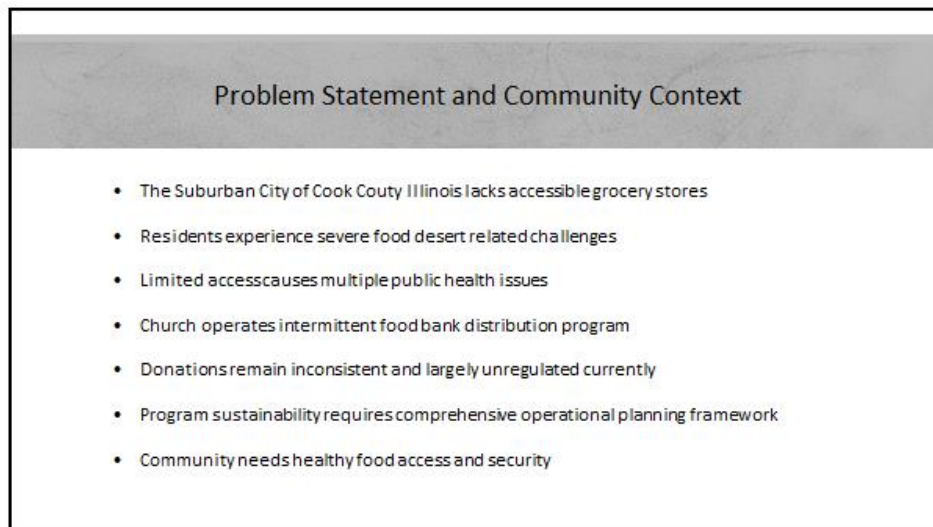 Problem Statement and Community Context
• The Suburban City of Cook Couty Illinois lacks accessible grocery stores
• Residents experience severe food desert related challenges
• Limited access causes multiple public health issues
• Church operates intermittent food bank distribution program
• Donations remain inconsistent and largely unregulated currently
• Program sustainability requires comprehensive operational planning framework
• Community needs healthy food access and security